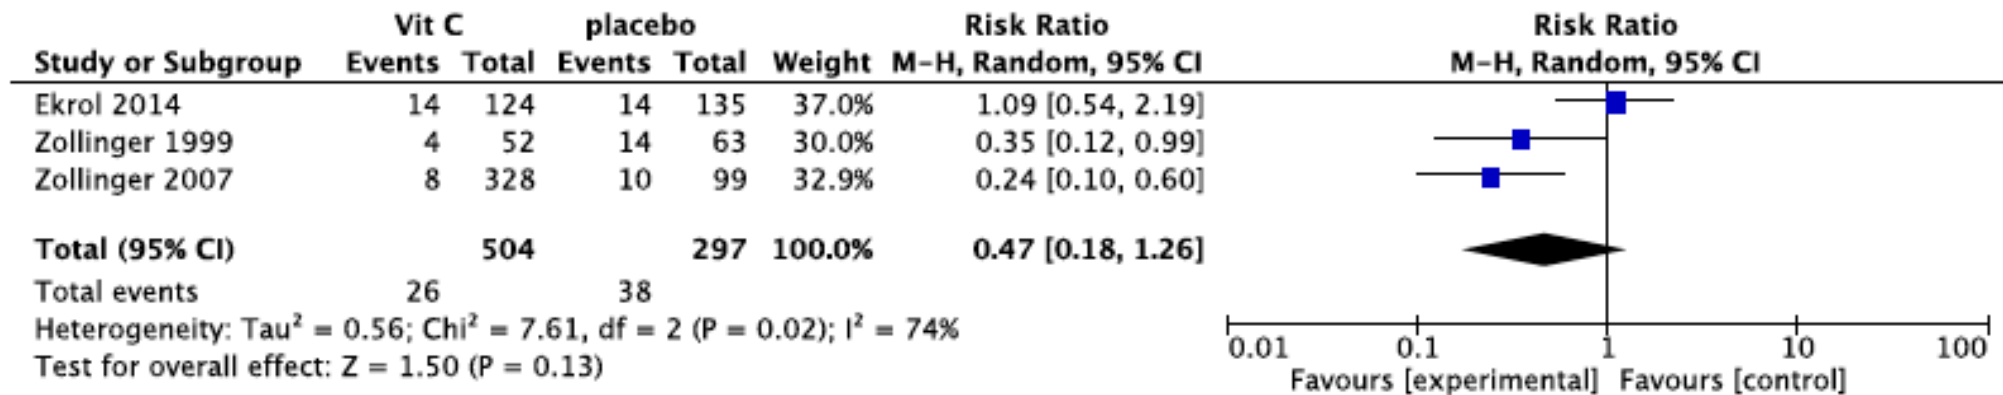 Vit C placebo Risk Ratio Risk Ratio
Study or Subgroup Events Total Events Total Weight M-H, Random, 95% CI M-H, Random, 95% CI
Ekrol 2014 14 124 14 135 37.0% 1.09 [0.54, 2.19]
Zollinger 1999 4 52 14 63 30.0% 0.35 [0.12, 0.99]
Zollinger 2007 8 328 10 99 32.9% 0.24 [0.10, 0.60]
Total (95% CI) 504 297 100.0% 0.47 [0.18, 1.26]
Total events 26 38
Heterogeneity: Tau² = 0.56; Chi² = 7.61, df = 2 (P = 0.02); I² = 74%
Test for overall effect: Z = 1.50 (P = 0.13)
0.01 0.1 1 10 100
Favours [experimental] Favours [control]